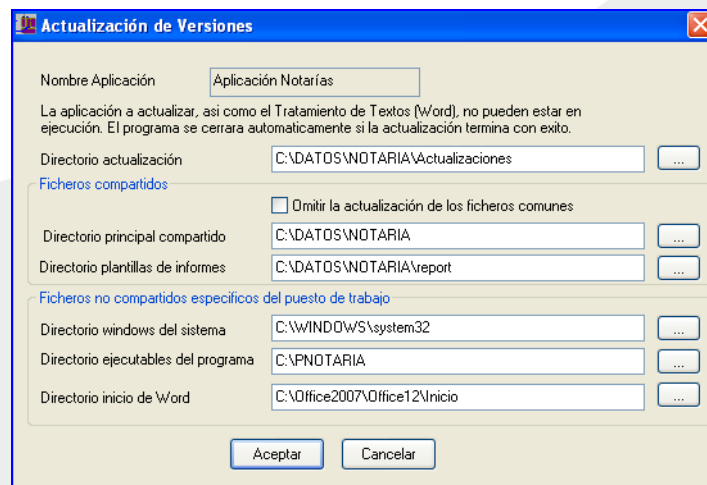 Actualización de Versiones
Nombre Aplicación Aplicación Notarías
La aplicación a actualizar, asi como el Tratamiento de Textos (Word), no pueden estar en
ejecución. El programa se cerrara automaticamente si la actualización termina con exito.
Directorio actualización C:\DATOS\NOTARIA\Actualizaciones ...
Ficheros compartidos
Omitir la actualización de los ficheros comunes
Directorio principal compartido C:\DATOS\NOTARIA ...
Directorio plantillas de informes C:\DATOS\NOTARIA\report ...
Ficheros no compartidos especificos del puesto de trabajo
Directorio windows del sistema C:\WINDOWS\system32 ...
Directorio ejecutables del programa C:\PNOTARIA ...
Directorio inicio de Word C:\Office2007\Office12\Inicio ...
Aceptar Cancelar